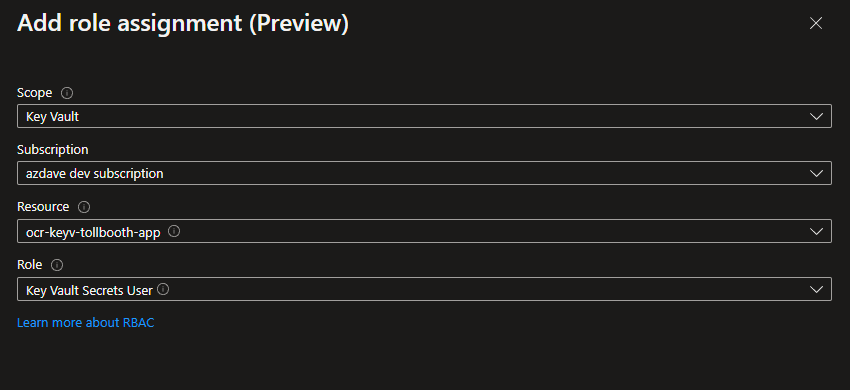 Add role assignment (Preview)
Scope
Key Vault
Subscription
azdave dev subscription
Resource
ocr-keyv-tollbooth-app
Role
Key Vault Secrets User
Learn more about RBAC